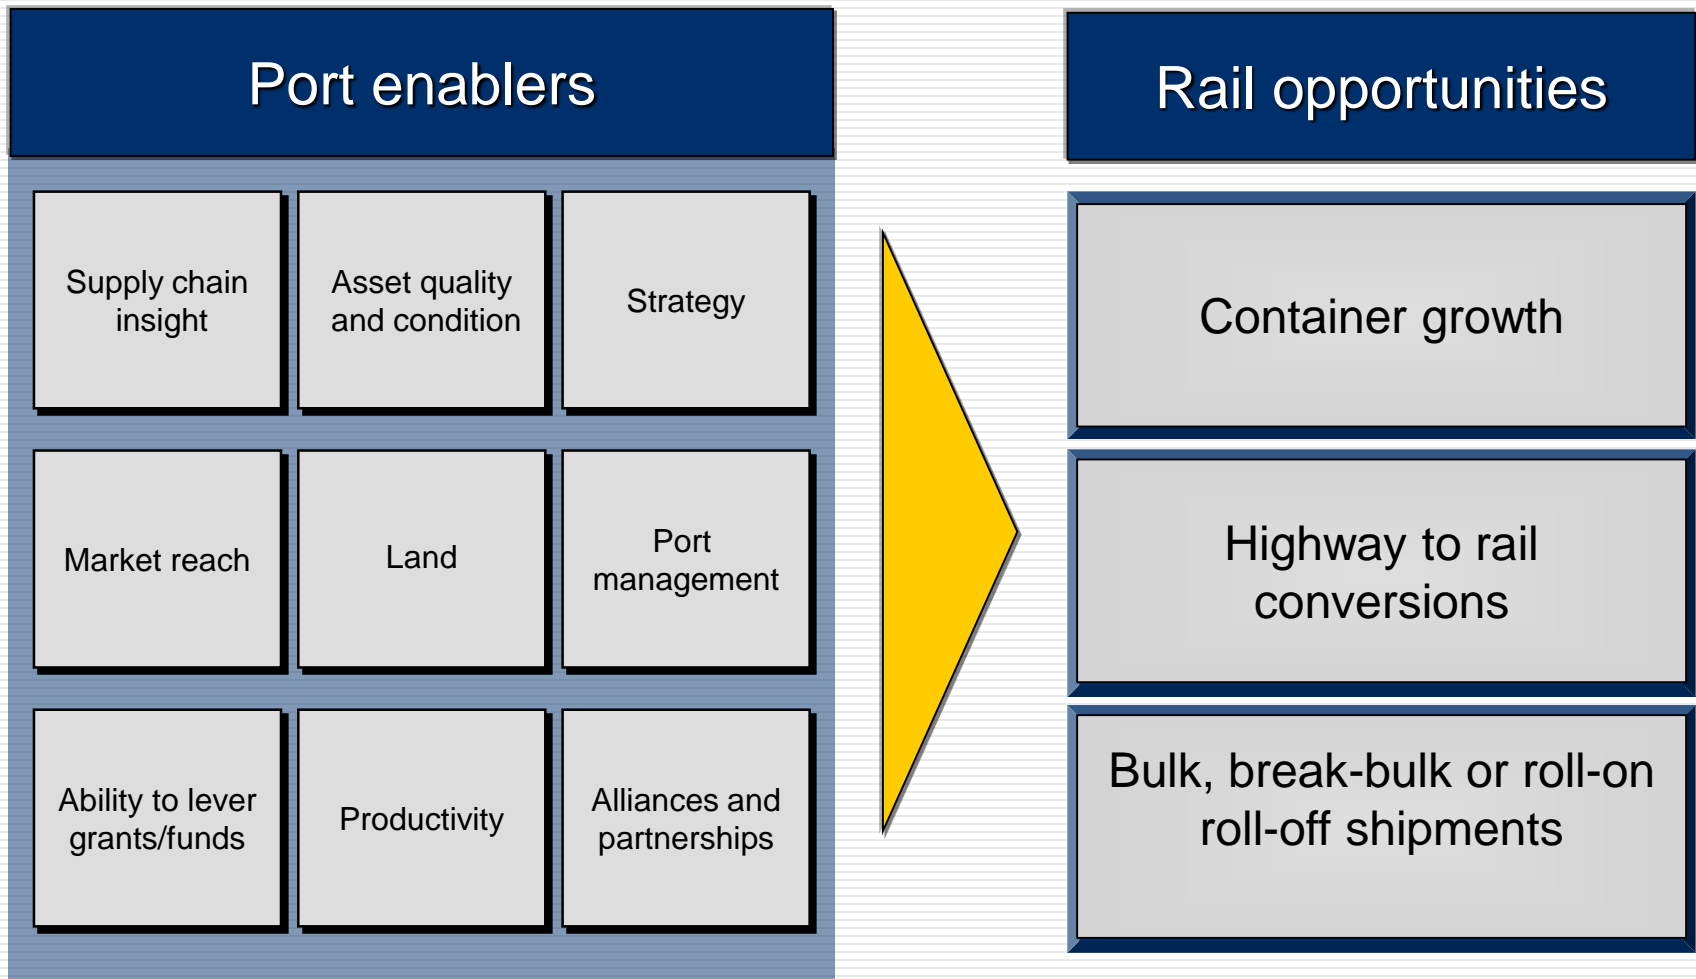 Port enablers
Rail opportunities
Supply chain
insight
Asset quality
and condition
Strategy
Market reach
Land
Port
management
Ability to lever
grants/funds
Productivity
Alliances and
partnerships
Container growth
Highway to rail
conversions
Bulk, break-bulk or roll-on
roll-off shipments